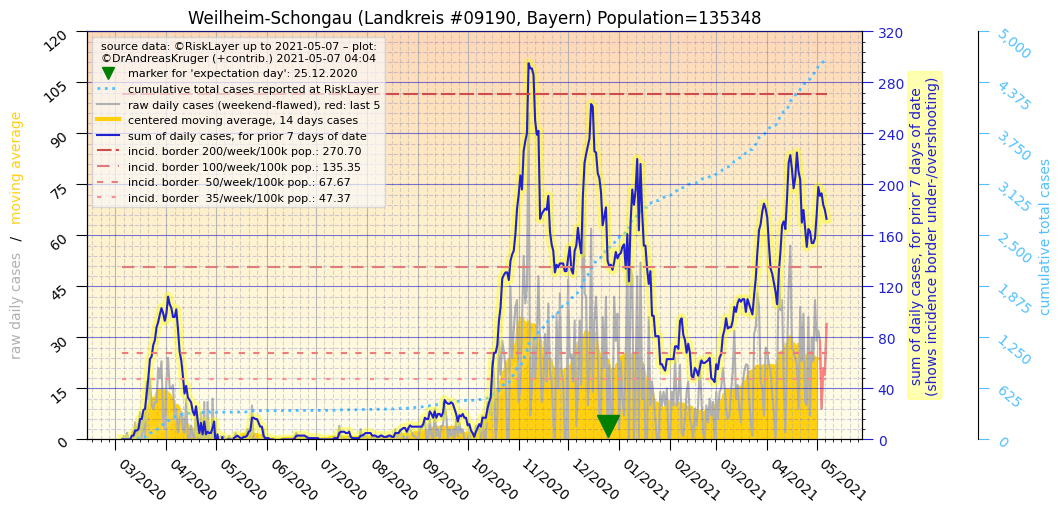 Weilheim-Schongau (Landkreis #09190, Bayern) Population=135348
source data: ©RiskLayer up to 2021-05-07 – plot:
©DrAndreasKruger (+contrib.) 2021-05-07 04:04
marker for 'expectation day': 25.12.2020
cumulative total cases reported at RiskLayer
raw daily cases (weekend-flawed), red: last 5
centered moving average, 14 days cases
sum of daily cases, for prior 7 days of date
incid. border 200/week/100k pop.: 270.70
incid. border 100/week/100k pop.: 135.35
incid. border  50/week/100k pop.: 67.67
incid. border  35/week/100k pop.: 47.37
raw daily cases  /  moving average
120
105
90
75
60
45
30
15
0
03/2020
04/2020
05/2020
06/2020
07/2020
08/2020
09/2020
10/2020
11/2020
12/2020
01/2021
02/2021
03/2021
04/2021
05/2021
320
280
240
200
160
120
80
40
0
sum of daily cases, for prior 7 days of date
(shows incidence border under-/overshooting)
5,000
4,375
3,750
3,125
2,500
1,875
1,250
625
0
cumulative total cases